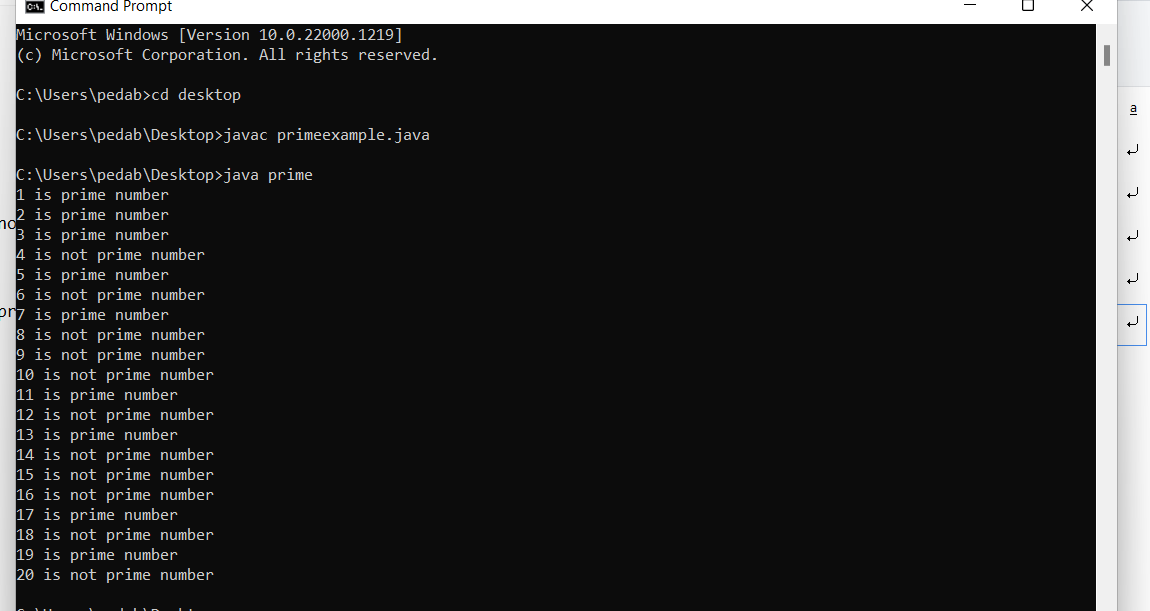 Command Prompt
Microsoft Windows [Version 10.0.22000.1219]
(c) Microsoft Corporation. All rights reserved.
C:\Users\pedab>cd desktop
C:\Users\pedab\Desktop>javac primeexample.java
C:\Users\pedab\Desktop>java prime
1 is prime number
2 is prime number
3 is prime number
4 is not prime number
5 is prime number
6 is not prime number
7 is prime number
8 is not prime number
9 is not prime number
10 is not prime number
11 is prime number
12 is not prime number
13 is prime number
14 is not prime number
15 is not prime number
16 is not prime number
17 is prime number
18 is not prime number
19 is prime number
20 is not prime number
a